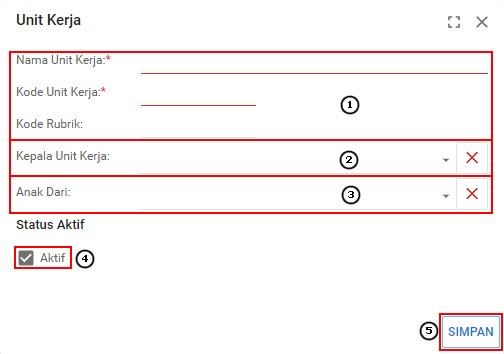 Unit Kerja
Nama Unit Kerja:*
Kode Unit Kerja:*
1
Kode Rubrik:
Kepala Unit Kerja:
2
Anak Dari:
3
Status Aktif
Aktif
4
5
SIMPAN